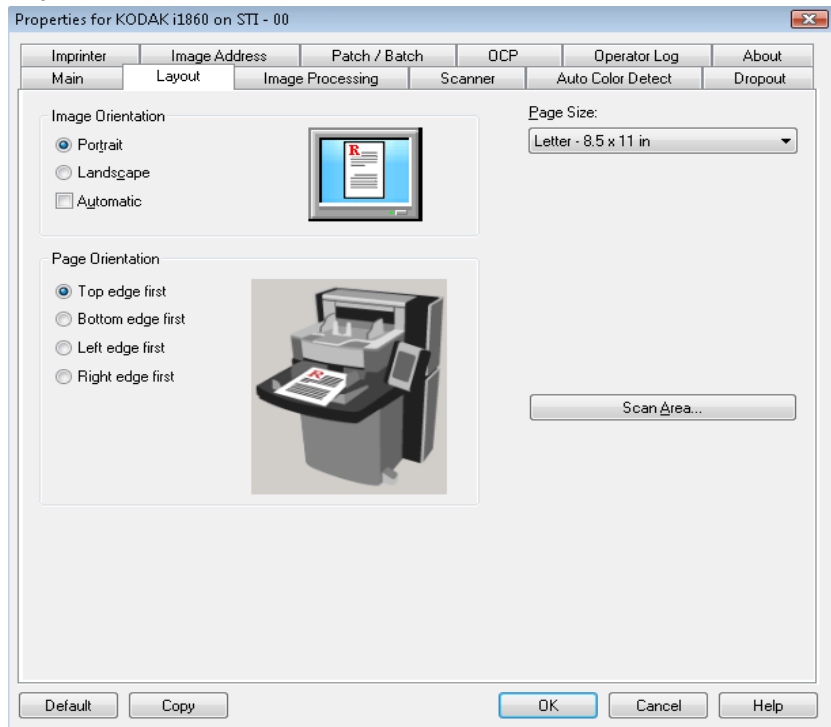 Properties for KODAK i1860 on STI - 00
Imprinter Image Address Patch / Batch OCP Operator Log About
Main Layout Image Processing Scanner Auto Color Detect Dropout
Image Orientation
Portrait
Landscape
Automatic
R
Page Size:
Letter - 8.5 x 11 in
Page Orientation
Top edge first
Bottom edge first
Left edge first
Right edge first
R
Scan Area...
Default Copy OK Cancel Help